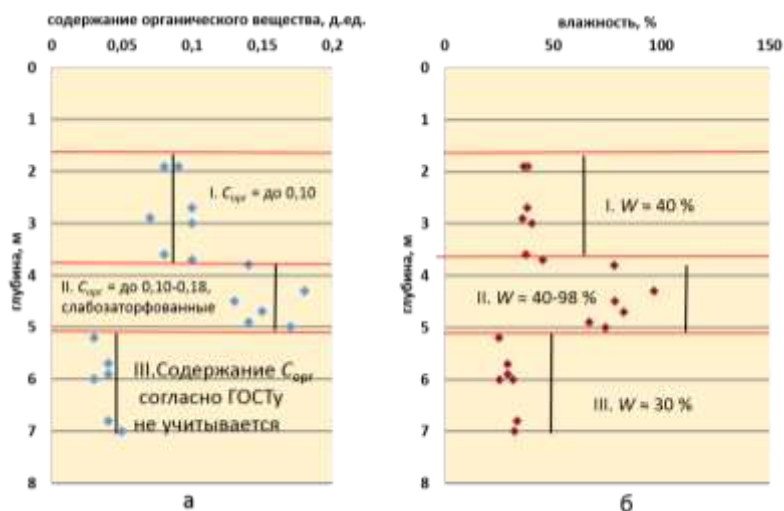 содержание органического вещества, д.ед.
0 0,05 0,1 0,15 0,2
глубина, м
0
1
2
3
4
5
6
7
8
I. Cорг = до 0,10
II. Cорг = до 0,10-0,18,
слабозаторфованные
III.Содержание Cорг
согласно ГОСТу
не учитывается
а
влажность, %
0 50 100 150
глубина, м
0
1
2
3
4
5
6
7
8
I. W = 40 %
II. W = 40-98 %
III. W = 30 %
б